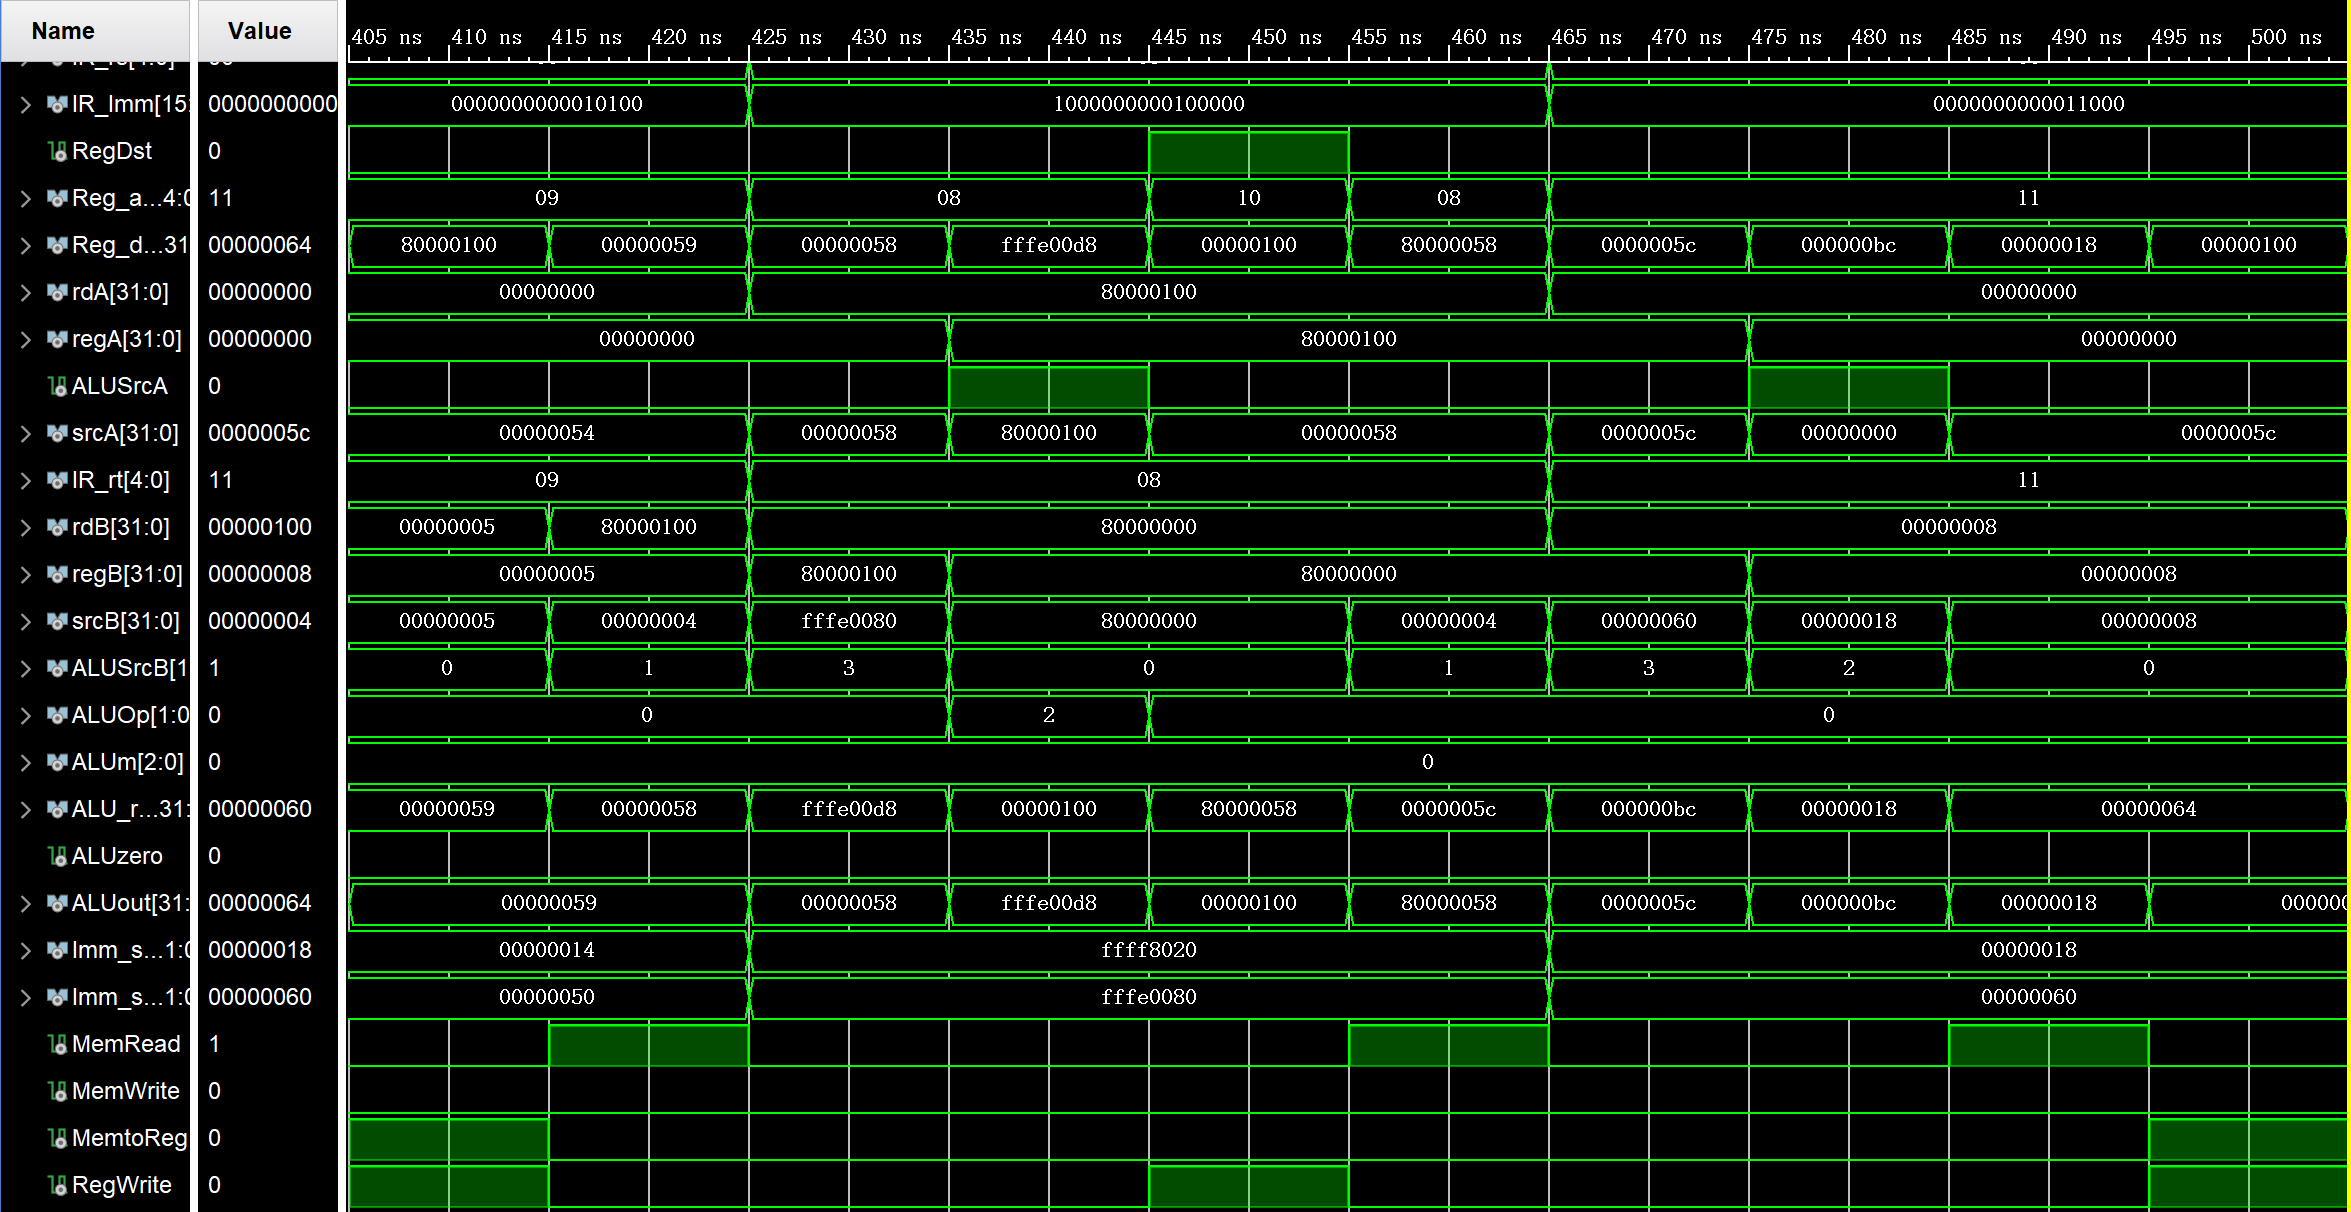 Name Value 405 ns 410 ns 415 ns 420 ns 425 ns 430 ns 435 ns 440 ns 445 ns 450 ns 455 ns 460 ns 465 ns 470 ns 475 ns 480 ns 485 ns 490 ns 495 ns 500 ns
IR_Imm[15: 0000000000 0000000000010100 1000000000100000 0000000000011000
RegDst 0
Reg_a...4:0 11 09 08 10 08 11
Reg_d...31 00000064 80000100 00000059 00000058 fffe00d8 00000100 80000058 0000005c 000000bc 00000018 00000100
rdA[31:0] 00000000 00000000 80000100 00000000
regA[31:0] 00000000 00000000 80000100 00000000
ALUSrcA 0
srcA[31:0] 0000005c 00000054 00000058 80000100 00000058 0000005c 00000000 0000005c
IR_rt[4:0] 11 09 08 11
rdB[31:0] 00000100 00000005 80000100 80000000 00000008
regB[31:0] 00000008 00000005 80000100 80000000 00000008
srcB[31:0] 00000004 00000005 00000004 fffe0080 80000000 00000004 00000060 00000018 00000008
ALUSrcB[1 1 0 1 3 0 1 3 2 0
ALUOp[1:0 0 0 2 0
ALUm[2:0] 0 0
ALU_r...31: 00000060 00000059 00000058 fffe00d8 00000100 80000058 0000005c 000000bc 00000018 00000064
ALUzero 0
ALUout[31: 00000064 00000059 00000058 fffe00d8 00000100 80000058 0000005c 000000bc 00000018 000000
Imm_s...1:0 00000018 00000014 ffff8020 00000018
Imm_s...1:0 00000060 00000050 fffe0080 00000060
MemRead 1
MemWrite 0
MemtoReg 0
RegWrite 0